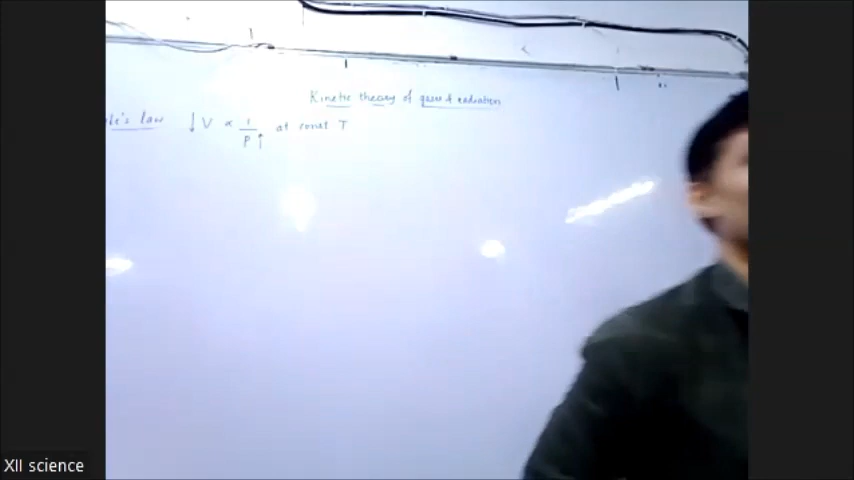 Kinetic theory of gases & radiation
le's law ↓V ∝ 1/P↑ at const T
XII science